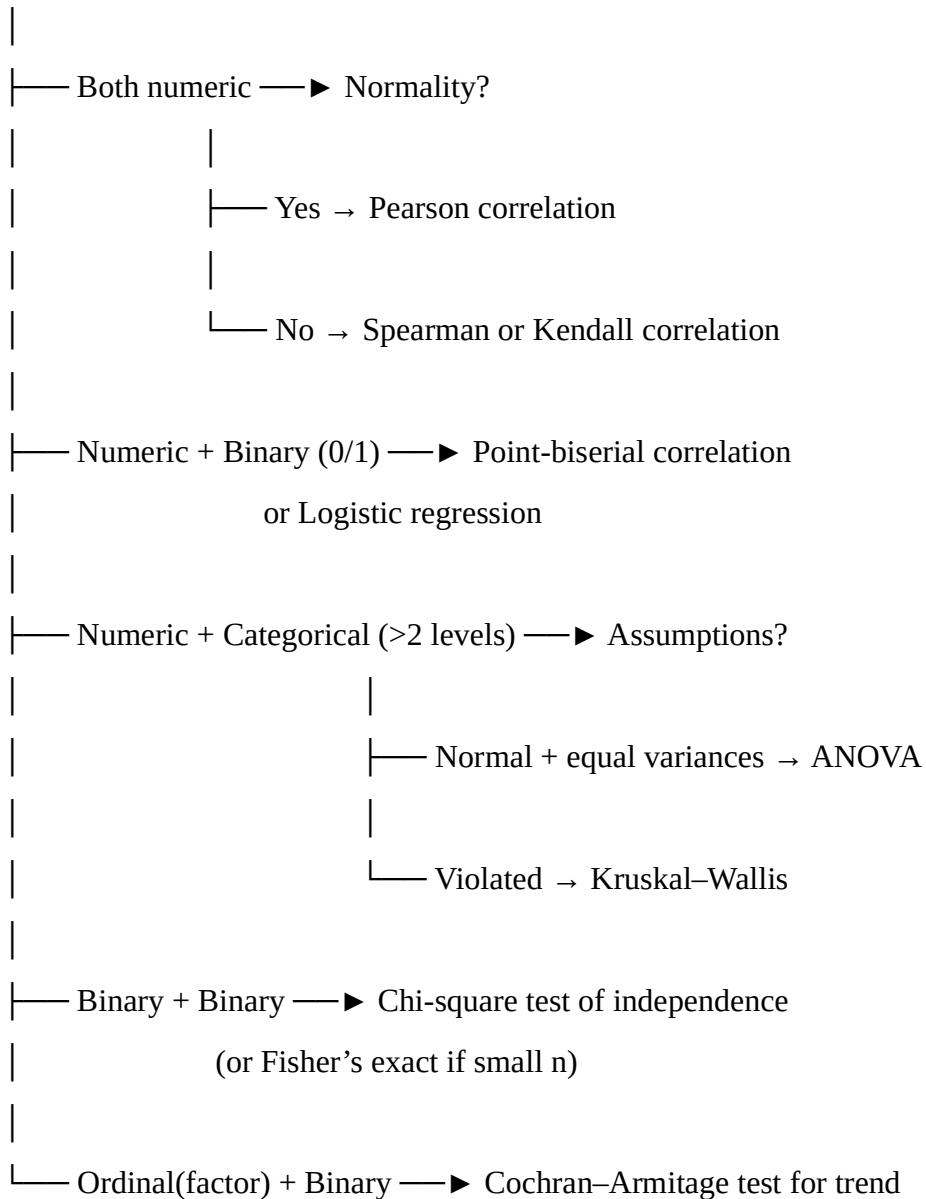 Both numeric ──► Normality?
Yes → Pearson correlation
No → Spearman or Kendall correlation
Numeric + Binary (0/1) ──► Point-biserial correlation
or Logistic regression
Numeric + Categorical (>2 levels) ──► Assumptions?
Normal + equal variances → ANOVA
Violated → Kruskal–Wallis
Binary + Binary ──► Chi-square test of independence
(or Fisher’s exact if small n)
Ordinal(factor) + Binary ──► Cochran–Armitage test for trend